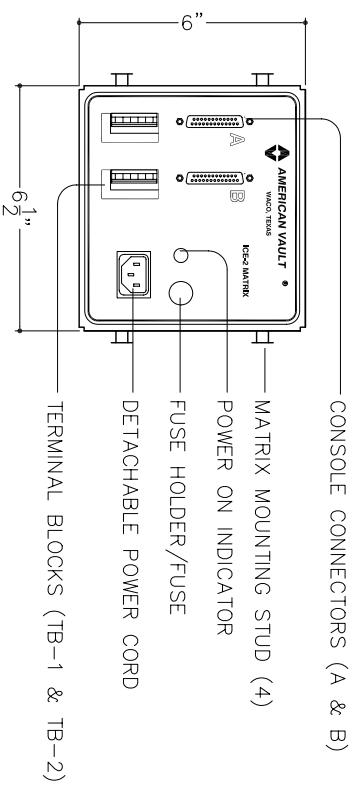 6"
6 1/2"
A
B
AMERICAN VAULT ®
WACO, TEXAS
ICE-2 MATRIX
CONSOLE CONNECTORS (A & B)
MATRIX MOUNTING STUD (4)
POWER ON INDICATOR
FUSE HOLDER/FUSE
DETACHABLE POWER CORD
TERMINAL BLOCKS (TB-1 & TB-2)